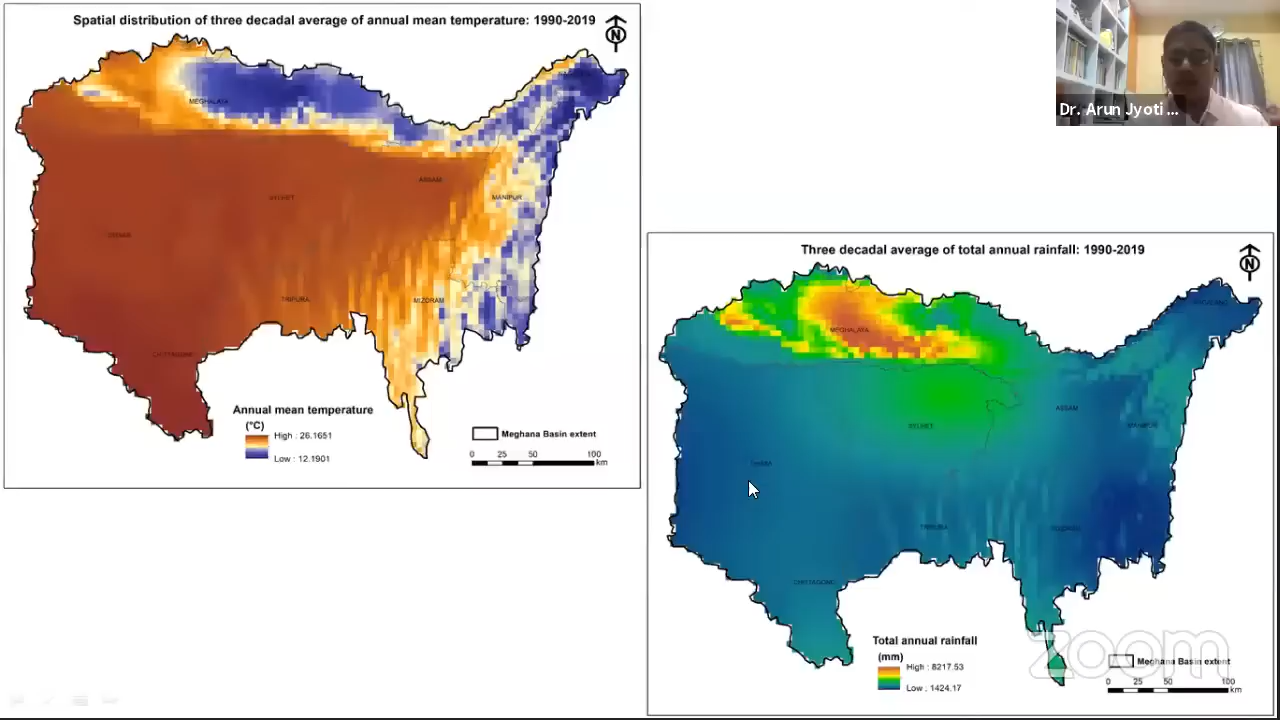 Spatial distribution of three decadal average of annual mean temperature: 1990-2019
N
MEGHALAYA
ASSAM
SYLHET
MANIPUR
DHAKA
TRIPURA
MIZORAM
CHITTAGONG
Annual mean temperature
(°C)
High : 26.1651
Low : 12.1901
Meghana Basin extent
0 25 50 100
km
Dr. Arun Jyoti ...
Three decadal average of total annual rainfall: 1990-2019
N
NAGALAND
MEGHALAYA
ASSAM
SYLHET
MANIPUR
DHAKA
TRIPURA
MIZORAM
CHITTAGONG
Total annual rainfall
(mm)
High : 8217.53
Low : 1424.17
Meghana Basin extent
0 25 50 100
km
zoom